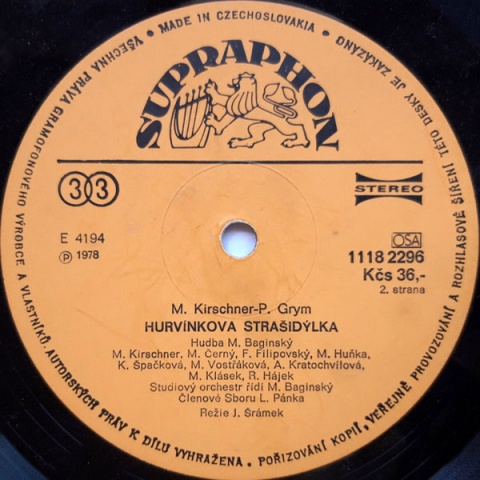 MADE IN CZECHOSLOVAKIA • VŠECHNA PRÁVA GRAMOFONOVÉHO VÝROBCE A VLASTNÍKŮ AUTORSKÝCH PRÁV K DÍLU VYHRAŽENA. POŘIZOVÁNÍ KOPIÍ, VEŘEJNÉ PROVOZOVÁNÍ A ROZHLASOVÉ ŠÍŘENÍ TÉTO DESKY JE ZAKÁZÁNO
SUPRAPHON
33
STEREO
E 4194
Ⓟ 1978
OSA
1118 2296
Kčs 36,-
2. strana
M. Kirschner-P. Grym
HURVÍNKOVA STRAŠIDÝLKA
Hudba M. Baginský
M. Kirschner, M. Černý, F. Filipovský, M. Huňka,
K. Špačková, M. Vostřáková, A. Kratochvílová,
M. Klásek, R. Hájek
Studiový orchestr řídí M. Baginský
Členové Sboru L. Pánka
Režie J. Šrámek